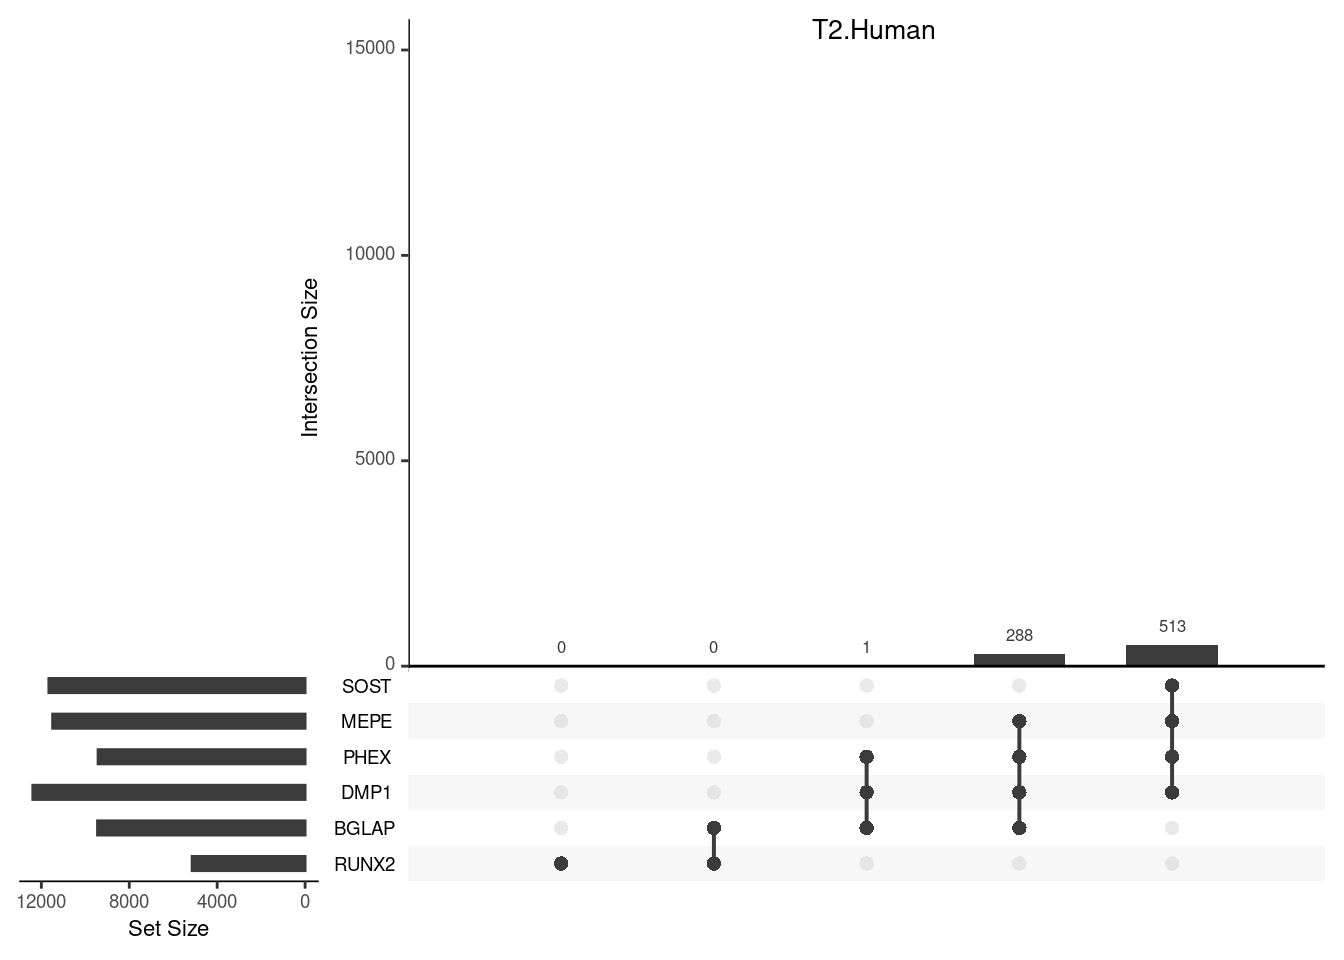 T2.Human
15000
10000
5000
0
Intersection Size
0 0 1 288 513
SOST
MEPE
PHEX
DMP1
BGLAP
RUNX2
12000 8000 4000 0
Set Size